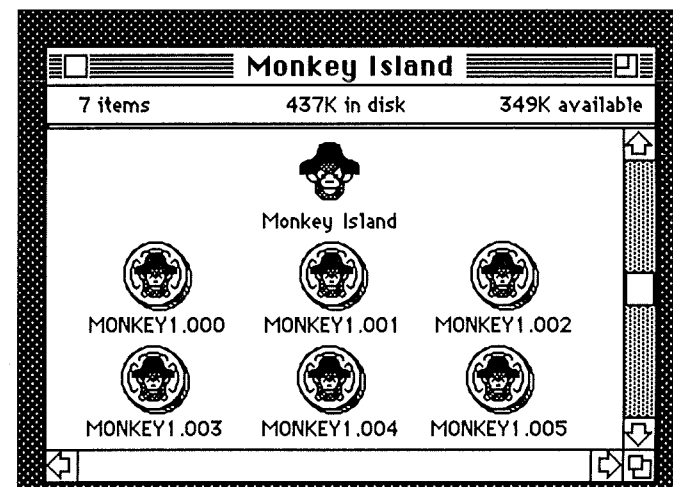 Monkey Island
7 items 437K in disk 349K available
Monkey Island
MONKEY1.000 MONKEY1.001 MONKEY1.002
MONKEY1.003 MONKEY1.004 MONKEY1.005